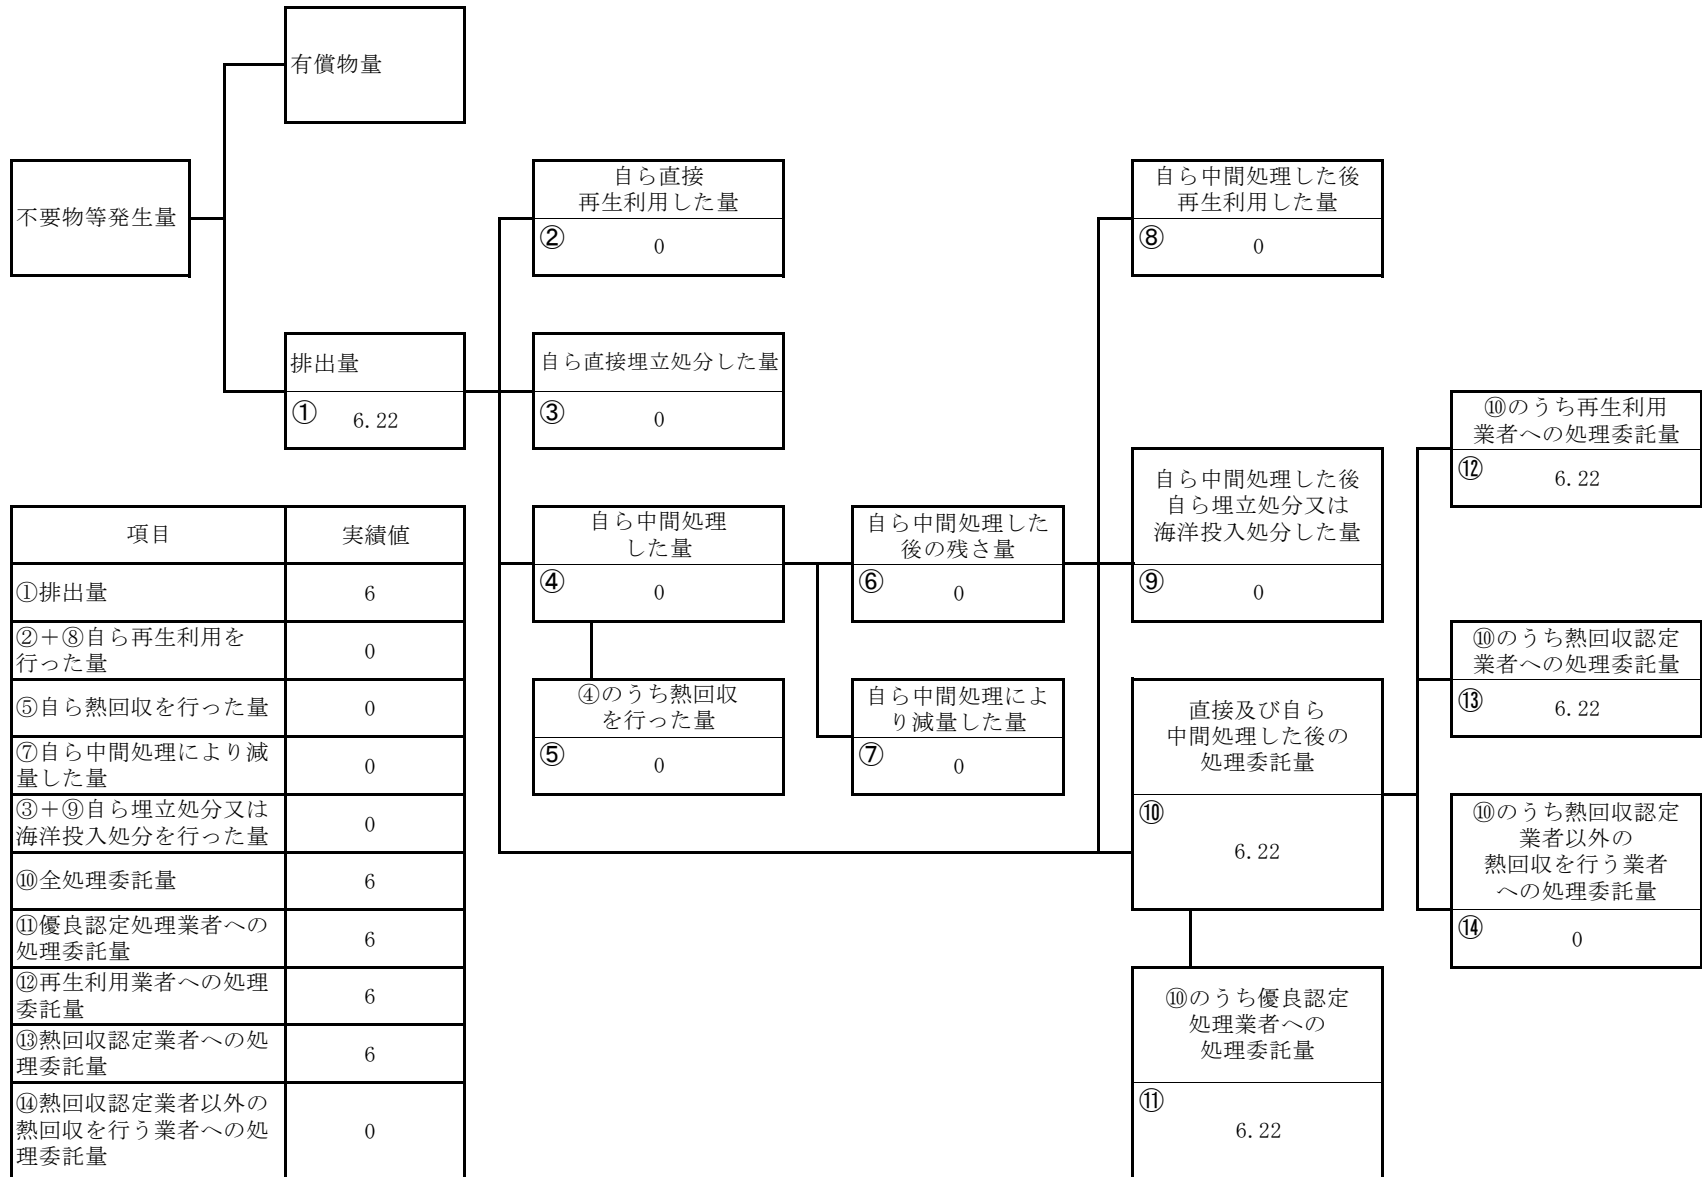 有償物量
不要物等発生量
自ら直接
再生利用した量
②
0
自ら中間処理した後
再生利用した量
⑧
0
排出量
①
6.22
自ら直接埋立処分した量
③
0
⑩のうち再生利用
業者への処理委託量
⑫
6.22
自ら中間処理した後
自ら埋立処分又は
海洋投入処分した量
⑨
0
自ら中間処理
した量
④
0
自ら中間処理した
後の残さ量
⑥
0
⑩のうち熱回収認定
業者への処理委託量
⑬
6.22
④のうち熱回収
を行った量
⑤
0
自ら中間処理によ
り減量した量
⑦
0
直接及び自ら
中間処理した後の
処理委託量
⑩
6.22
⑩のうち熱回収認定
業者以外の
熱回収を行う業者
への処理委託量
⑭
0
⑩のうち優良認定
処理業者への
処理委託量
⑪
6.22
項目 実績値
①排出量 6
②+⑧自ら再生利用を
行った量 0
⑤自ら熱回収を行った量 0
⑦自ら中間処理により減
量した量 0
③+⑨自ら埋立処分又は
海洋投入処分を行った量 0
⑩全処理委託量 6
⑪優良認定処理業者への
処理委託量 6
⑫再生利用業者への処理
委託量 6
⑬熱回収認定業者への処
理委託量 6
⑭熱回収認定業者以外の
熱回収を行う業者への処 0
理委託量